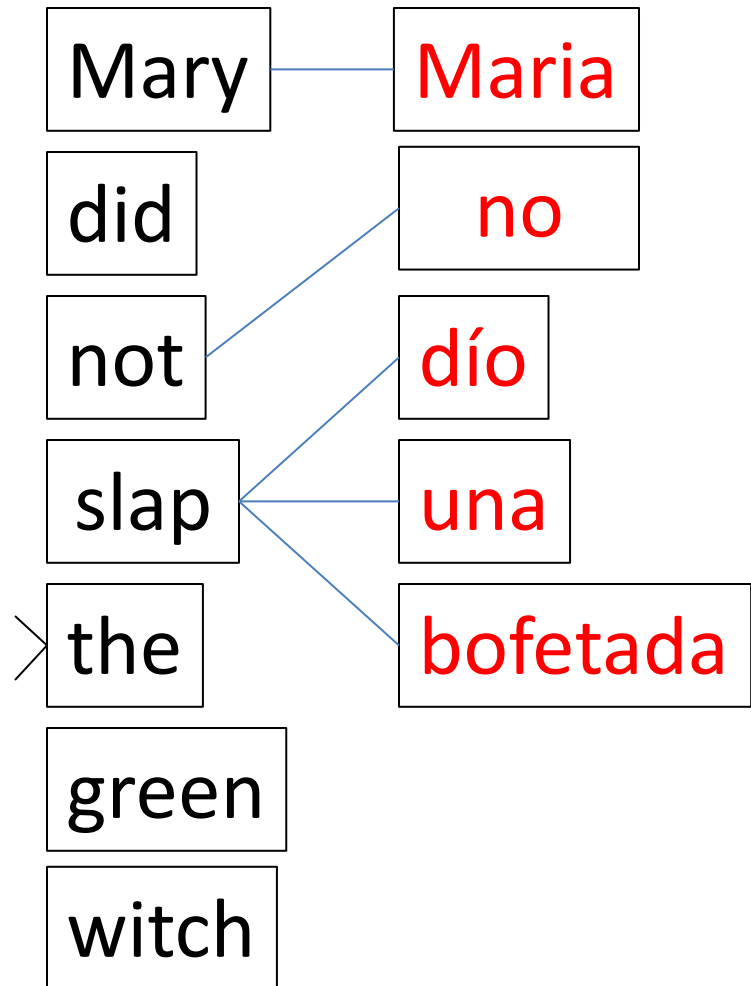 Mary Maria
did no
not dío
slap una
the bofetada
green
witch